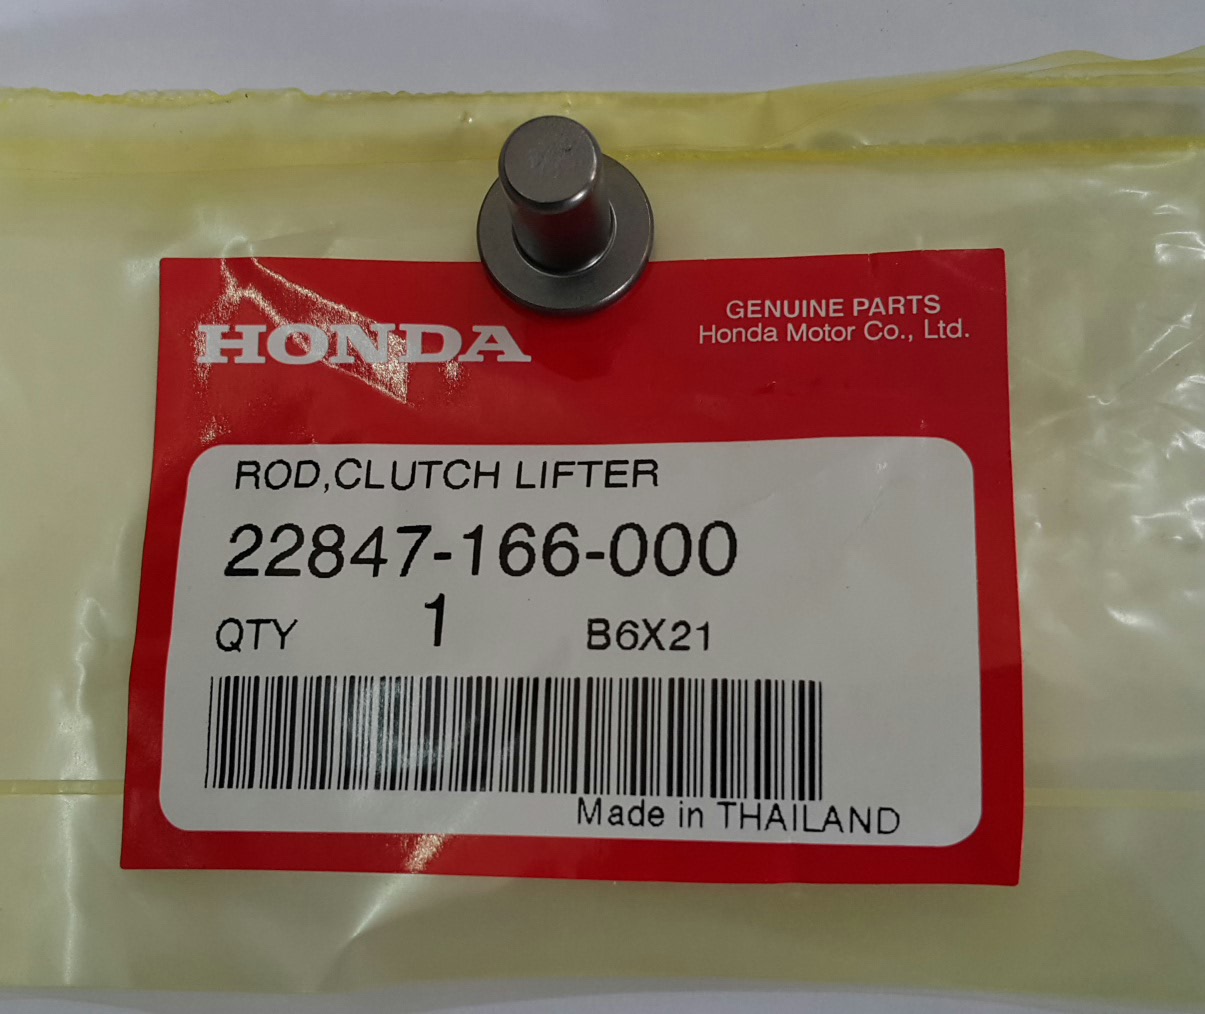 HONDA
GENUINE PARTS
Honda Motor Co., Ltd.
ROD,CLUTCH LIFTER
22847-166-000
QTY 1 B6X21
Made in THAILAND